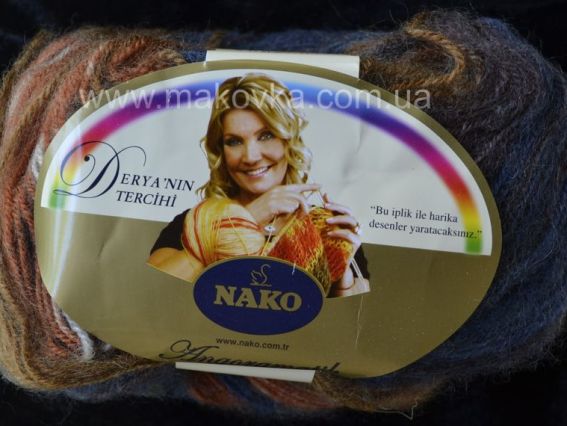 www.makovka.com.ua
DERYA'NIN
TERCİHİ
"Bu iplik ile harika
desenler yaratacaksınız."
NAKO
www.nako.com.tr